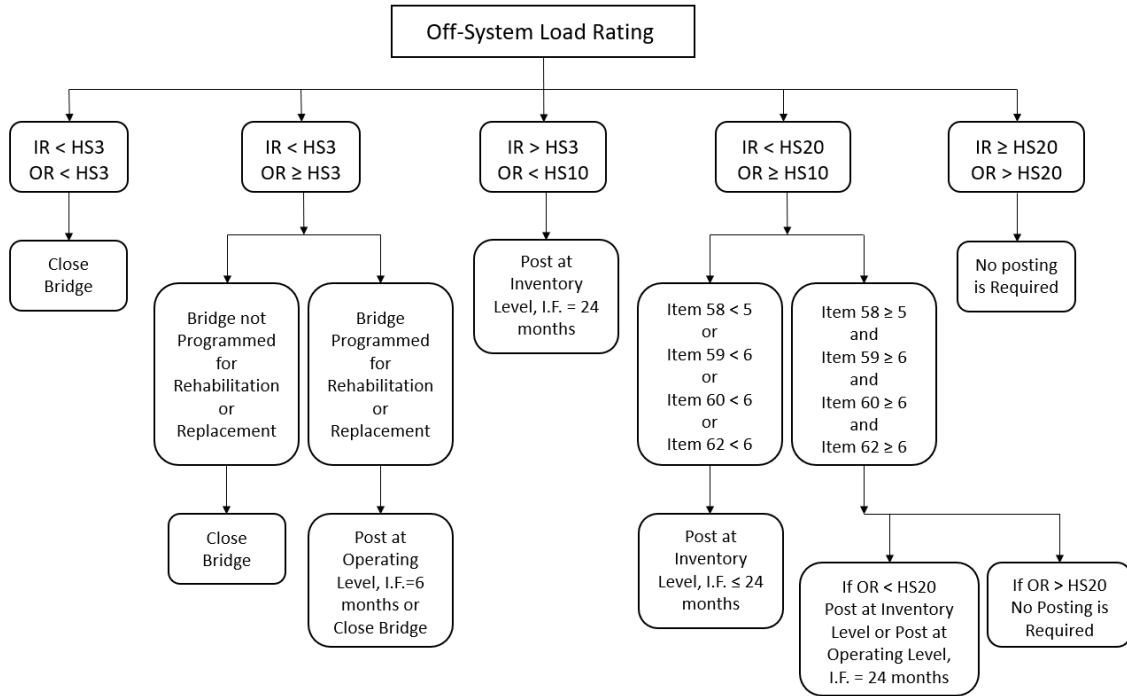 Off-System Load Rating
IR < HS3
OR < HS3
IR < HS3
OR ≥ HS3
IR > HS3
OR < HS10
IR < HS20
OR ≥ HS10
IR ≥ HS20
OR > HS20
Close
Bridge
Bridge not
Programmed
for
Rehabilitation
or
Replacement
Bridge
Programmed
for
Rehabilitation
or
Replacement
Post at
Inventory
Level, I.F. = 24
months
Item 58 < 5
or
Item 59 < 6
or
Item 60 < 6
or
Item 62 < 6
Item 58 ≥ 5
and
Item 59 ≥ 6
and
Item 60 ≥ 6
and
Item 62 ≥ 6
No posting
is Required
Close
Bridge
Post at
Operating
Level, I.F.=6
months or
Close Bridge
Post at
Inventory
Level, I.F. ≤ 24
months
If OR < HS20
Post at Inventory
Level or Post at
Operating Level,
I.F. = 24 months
If OR > HS20
No Posting is
Required